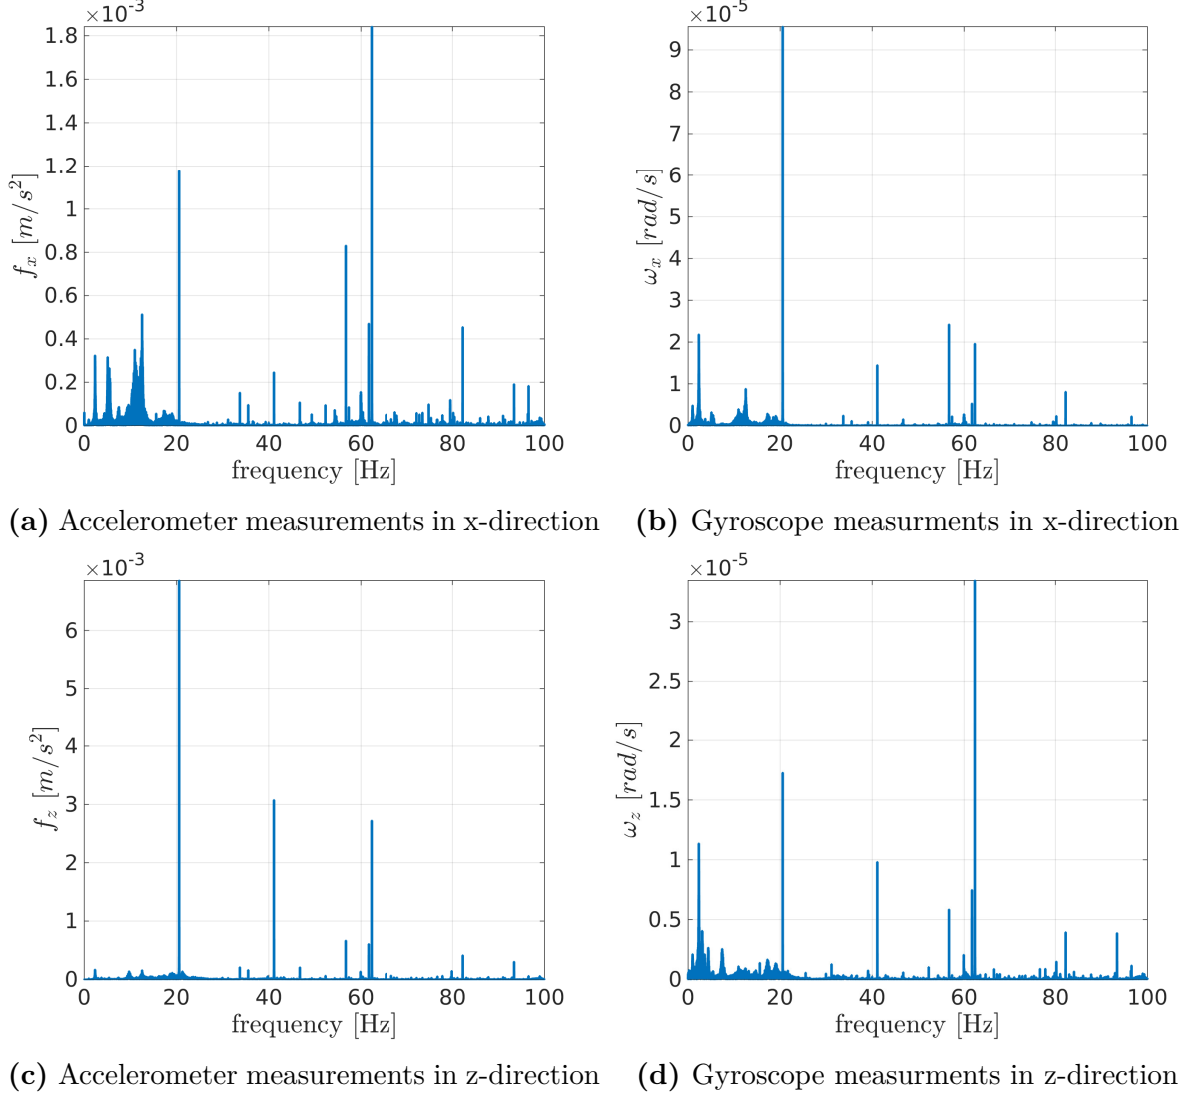 ×10⁻³
1.8
1.6
1.4
1.2
1
0.8
0.6
0.4
0.2
0
0 20 40 60 80 100
f_x [m/s²]
frequency [Hz]
(a) Accelerometer measurements in x-direction
×10⁻⁵
9
8
7
6
5
4
3
2
1
0
0 20 40 60 80 100
ω_x [rad/s]
frequency [Hz]
(b) Gyroscope measurments in x-direction
×10⁻³
6
5
4
3
2
1
0
0 20 40 60 80 100
f_z [m/s²]
frequency [Hz]
(c) Accelerometer measurements in z-direction
×10⁻⁵
3
2.5
2
1.5
1
0.5
0
0 20 40 60 80 100
ω_z [rad/s]
frequency [Hz]
(d) Gyroscope measurments in z-direction